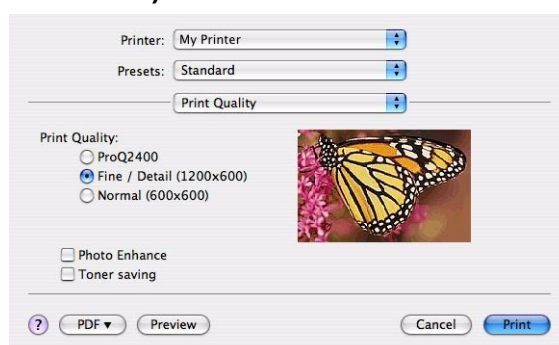 Printer: My Printer
Presets: Standard
Print Quality
Print Quality:
ProQ2400
Fine / Detail (1200x600)
Normal (600x600)
Photo Enhance
Toner saving
? PDF▼ Preview Cancel Print